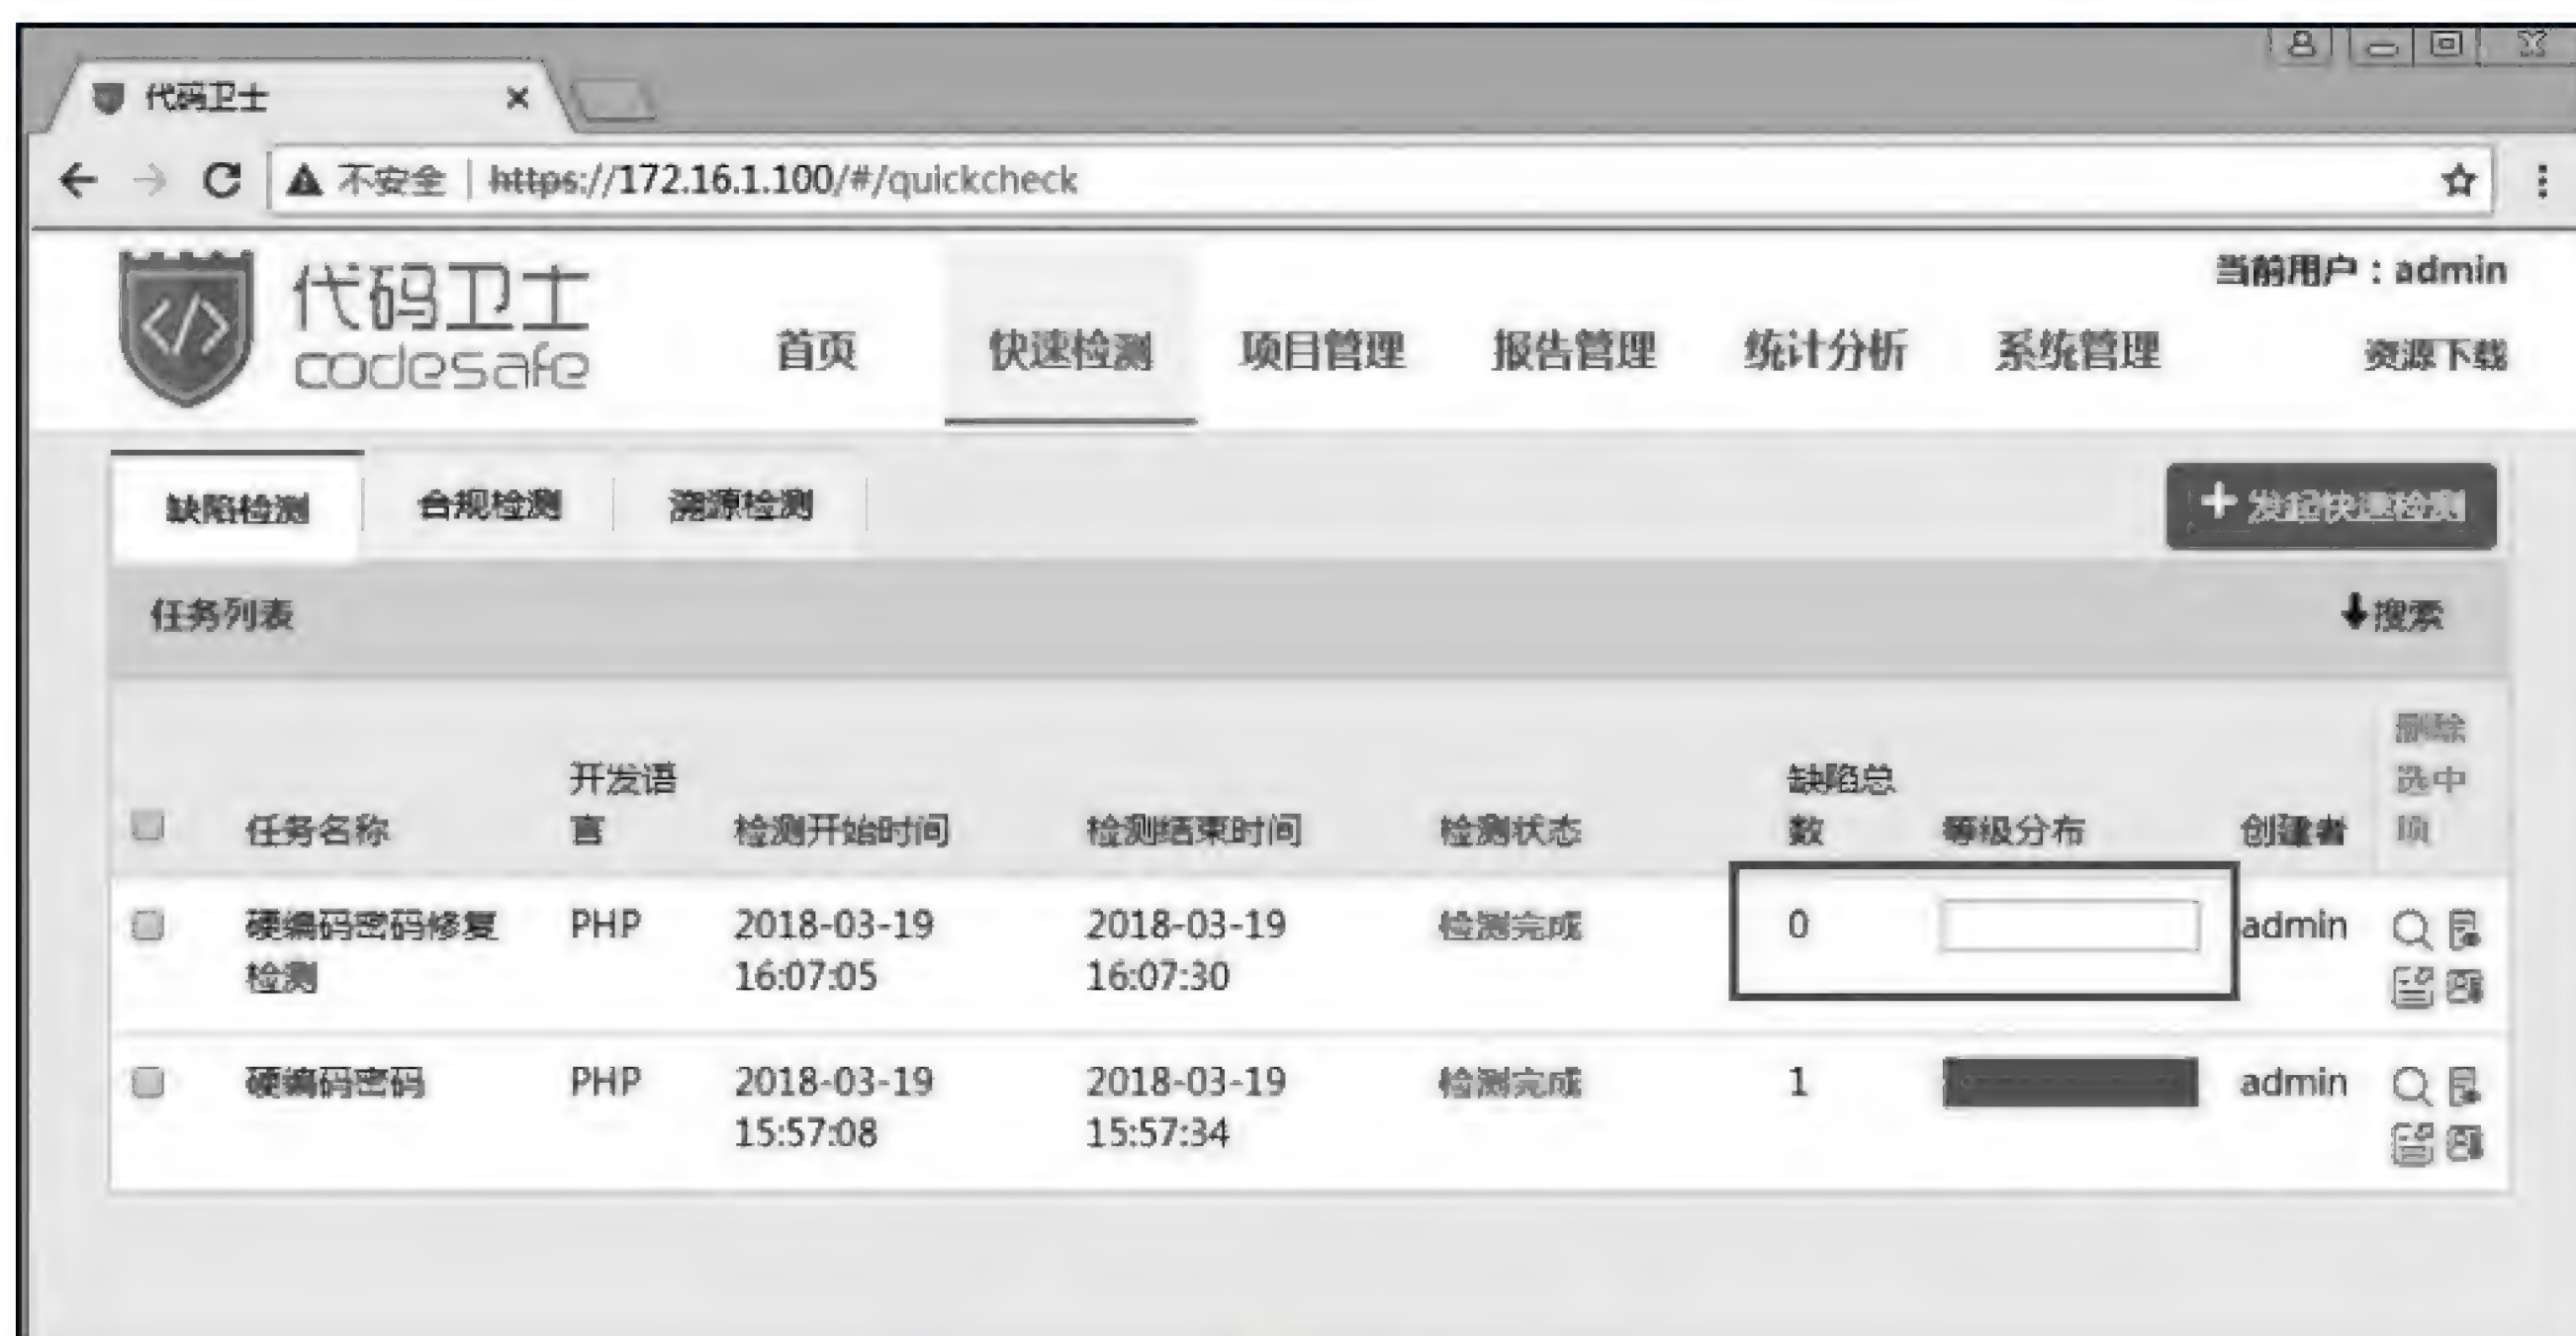 代码卫士
不安全 | https://172.16.1.100/#/quickcheck
当前用户：admin
代码卫士
codesafe
首页 快速检测 项目管理 报告管理 统计分析 系统管理 资源下载
缺陷检测 合规检测 溯源检测 发起快速检测
任务列表 搜索
任务名称 开发语言 检测开始时间 检测结束时间 检测状态 缺陷总数 等级分布 创建者 删除选中项
硬编码密码修复 PHP 2018-03-19 2018-03-19 检测完成 0 admin
检测 16:07:05 16:07:30
硬编码密码 PHP 2018-03-19 2018-03-19 检测完成 1 admin
15:57:08 15:57:34